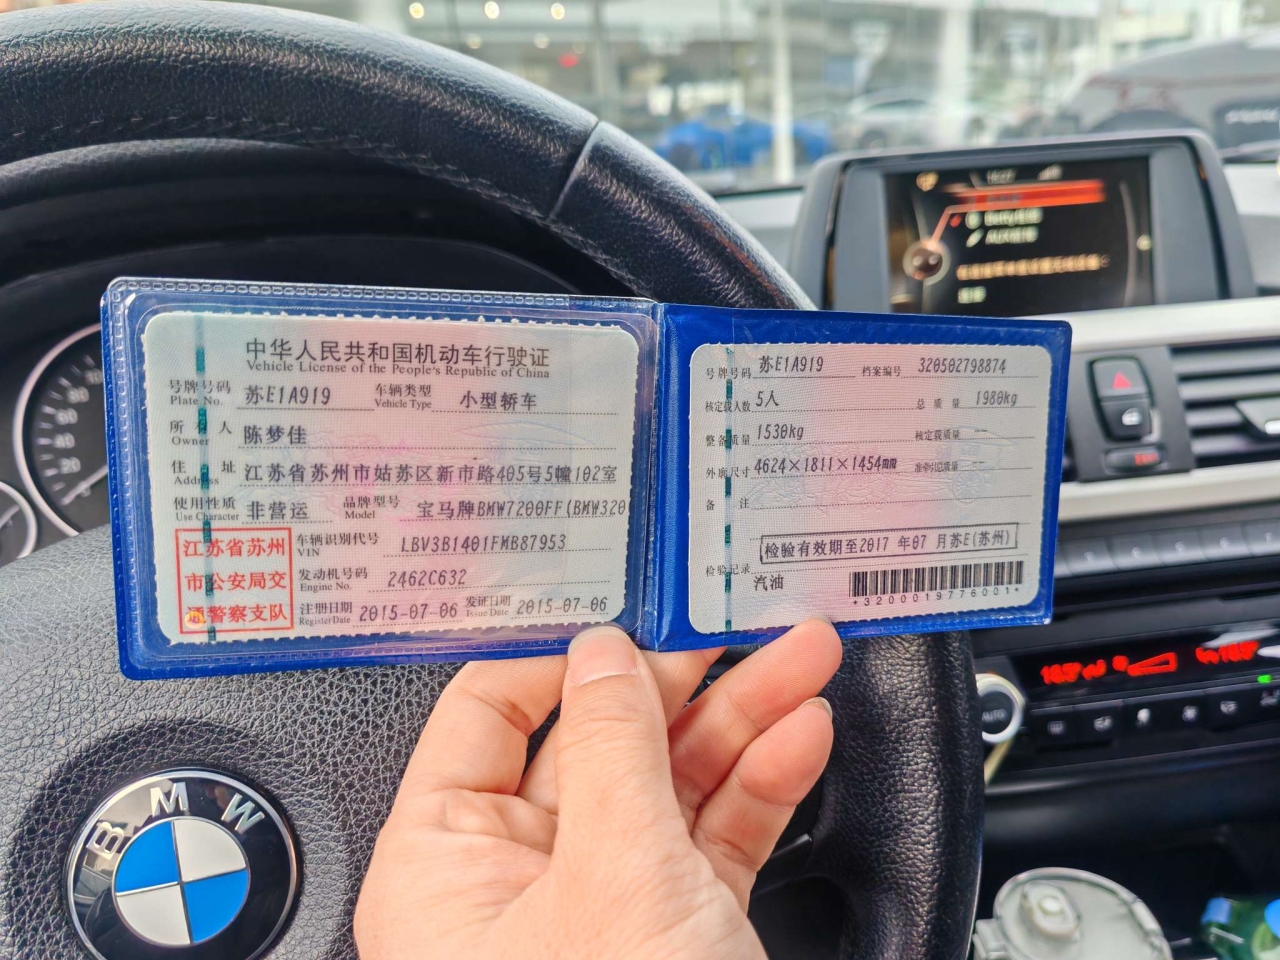 中华人民共和国机动车行驶证
Vehicle License of the People's Republic of China
号牌号码 Plate No. 苏E1A919 车辆类型 Vehicle Type 小型轿车
所有人 Owner 陈梦佳
住址 Address 江苏省苏州市姑苏区新市路405号5幢102室
使用性质 Use Character 非营运 品牌型号 Model 宝马牌BMW7200FF(BMW320
江苏省苏州
市公安局交
通警察支队
车辆识别代号 VIN LBV3B1401FMB87953
发动机号码 Engine No. 2462C632
注册日期 Register Date 2015-07-06 发证日期 Issue Date 2015-07-06
号牌号码 苏E1A919 档案编号 320502798874
核定载人数 5人 总质量 1980kg
整备质量 1530kg 核定载质量 --
外廓尺寸 4624×1811×1454mm 准牵引总质量 --
备注
检验有效期至2017 年07 月苏E(苏州)
检验记录
汽油
*3200019776001*
BMW
80
60
40
20
AUX
AUTO